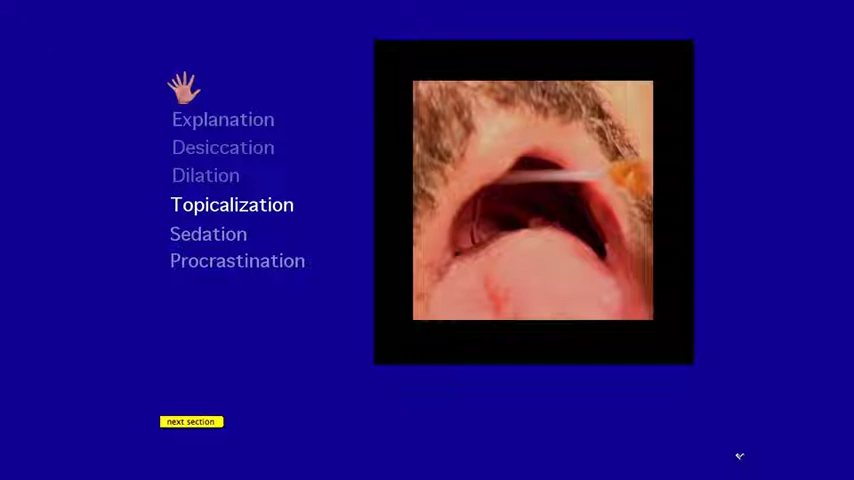 Explanation
Desiccation
Dilation
Topicalization
Sedation
Procrastination
next section